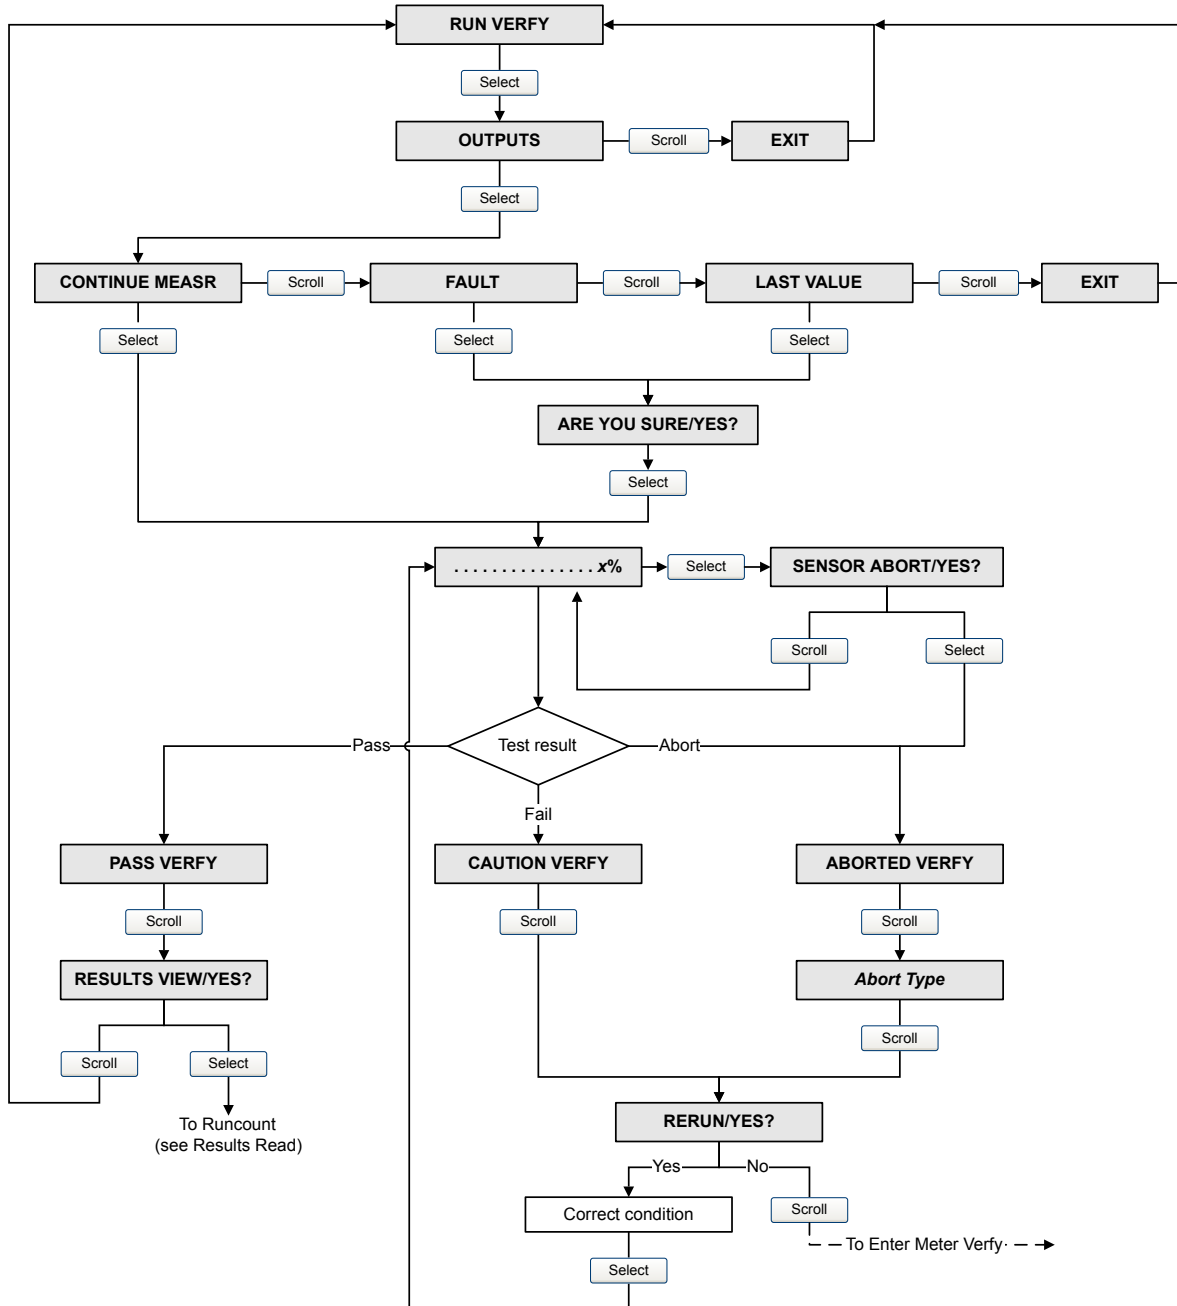 RUN VERFY
Select
OUTPUTS
Scroll
EXIT
Select
CONTINUE MEASR
Scroll
FAULT
Scroll
LAST VALUE
Scroll
EXIT
Select
Select
Select
ARE YOU SURE/YES?
Select
. . . . . . . . . . . . . . . x%
Select
SENSOR ABORT/YES?
Scroll
Select
Pass
Test result
Abort
Fail
PASS VERFY
CAUTION VERFY
ABORTED VERFY
Scroll
Scroll
Scroll
RESULTS VIEW/YES?
Abort Type
Scroll
Select
Scroll
To Runcount
(see Results Read)
RERUN/YES?
Yes
No
Correct condition
Scroll
To Enter Meter Verfy
Select